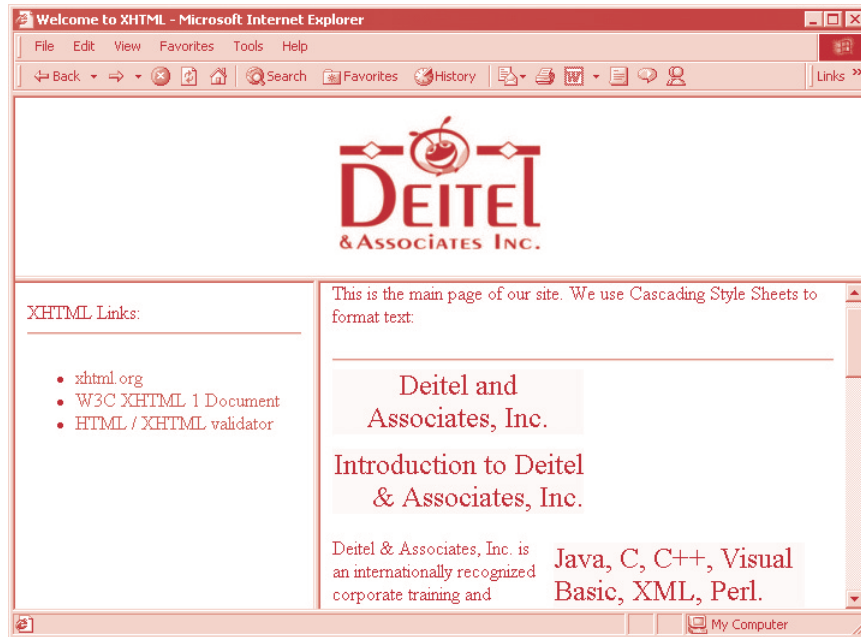 Welcome to XHTML - Microsoft Internet Explorer
File Edit View Favorites Tools Help
Back Search Favorites History Links »
DEITEL
& ASSOCIATES INC.
XHTML Links:
xhtml.org
W3C XHTML 1 Document
HTML / XHTML validator
This is the main page of our site. We use Cascading Style Sheets to
format text:
Deitel and
Associates, Inc.
Introduction to Deitel
& Associates, Inc.
Deitel & Associates, Inc. is
an internationally recognized
corporate training and
Java, C, C++, Visual
Basic, XML, Perl.
My Computer